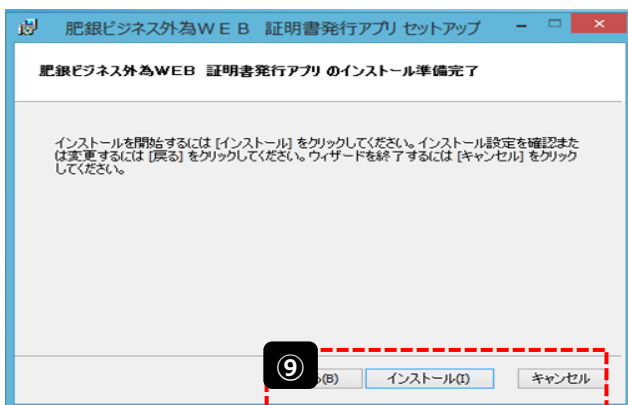 肥銀ビジネス外為ＷＥＢ 証明書発行アプリ セットアップ
肥銀ビジネス外為WEB 証明書発行アプリ のインストール準備完了
インストールを開始するには [インストール] をクリックしてください。インストール設定を確認また
は変更するには [戻る] をクリックしてください。ウィザードを終了するには [キャンセル] をクリック
してください。
⑨ (B) インストール(I) キャンセル